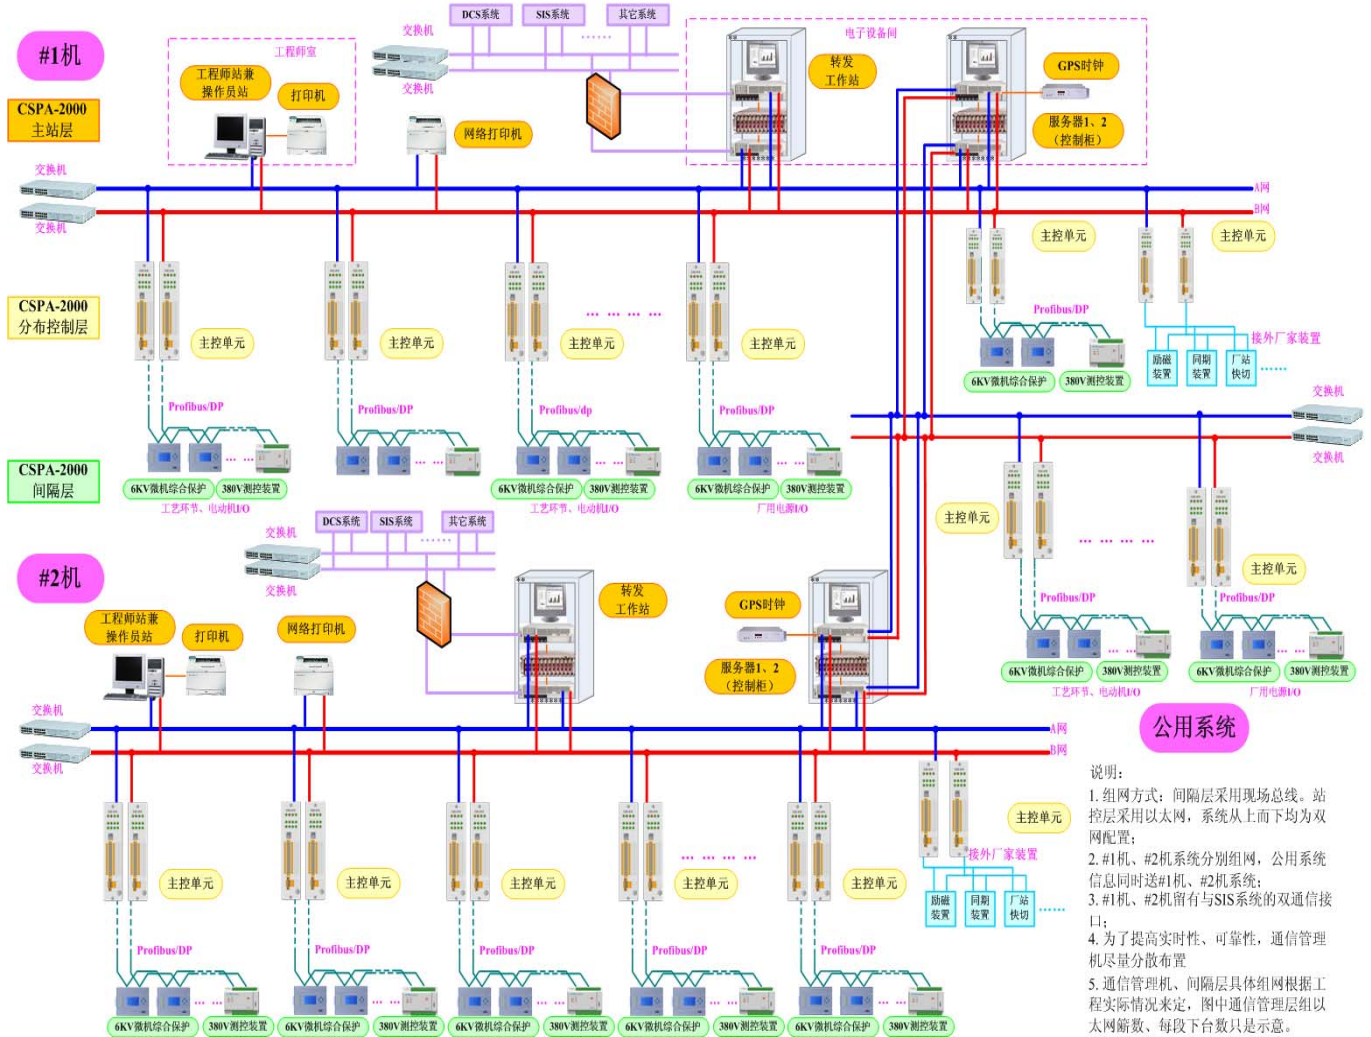 #1机
CSPA-2000
主站层
工程师室
工程师站兼
操作员站
打印机
交换机
交换机
网络打印机
DCS系统
SIS系统
其它系统
电子设备间
转发
工作站
GPS时钟
服务器1、2
(控制柜)
交换机
交换机
A网
B网
CSPA-2000
分布控制层
主控单元
主控单元
主控单元
主控单元
主控单元
主控单元
Profibus/DP
接外厂家装置
励磁
装置
同期
装置
厂站
快切
6KV微机综合保护
380V测控装置
Profibus/DP
Profibus/DP
Profibus/dp
Profibus/DP
CSPA-2000
间隔层
6KV微机综合保护
380V测控装置
工艺环节、电动机I/O
6KV微机综合保护
380V测控装置
工艺环节、电动机I/O
6KV微机综合保护
380V测控装置
厂用电源I/O
交换机
交换机
主控单元
主控单元
Profibus/DP
Profibus/DP
6KV微机综合保护
380V测控装置
工艺环节、电动机I/O
6KV微机综合保护
380V测控装置
厂用电源I/O
公用系统
#2机
工程师站兼
操作员站
打印机
网络打印机
交换机
交换机
DCS系统
SIS系统
其它系统
转发
工作站
GPS时钟
服务器1、2
(控制柜)
交换机
交换机
A网
B网
主控单元
主控单元
主控单元
主控单元
主控单元
主控单元
接外厂家装置
励磁
装置
同期
装置
厂站
快切
Profibus/DP
Profibus/DP
Profibus/DP
Profibus/DP
Profibus/DP
6KV微机综合保护
380V测控装置
6KV微机综合保护
380V测控装置
6KV微机综合保护
380V测控装置
6KV微机综合保护
380V测控装置
6KV微机综合保护
380V测控装置
说明：
1. 组网方式：间隔层采用现场总线。站
控层采用以太网，系统从上而下均为双
网配置；
2. #1机、#2机系统分别组网，公用系统
信息同时送#1机、#2机系统；
3. #1机、#2机留有与SIS系统的双通信接
口；
4. 为了提高实时性、可靠性，通信管理
机尽量分散布置
5. 通信管理机、间隔层具体组网根据工
程实际情况来定，图中通信管理层组以
太网簖数、每段下台数只是示意。